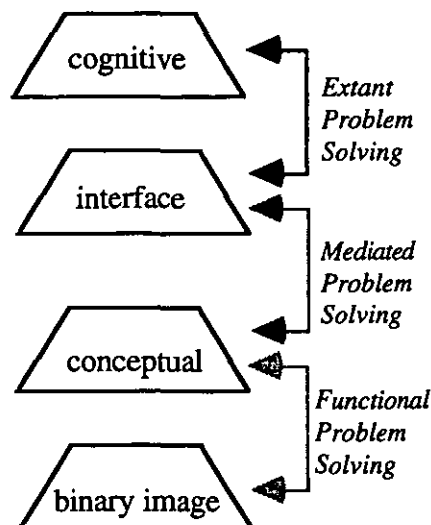 cognitive
Extant
Problem
Solving
interface
Mediated
Problem
Solving
conceptual
Functional
Problem
Solving
binary image